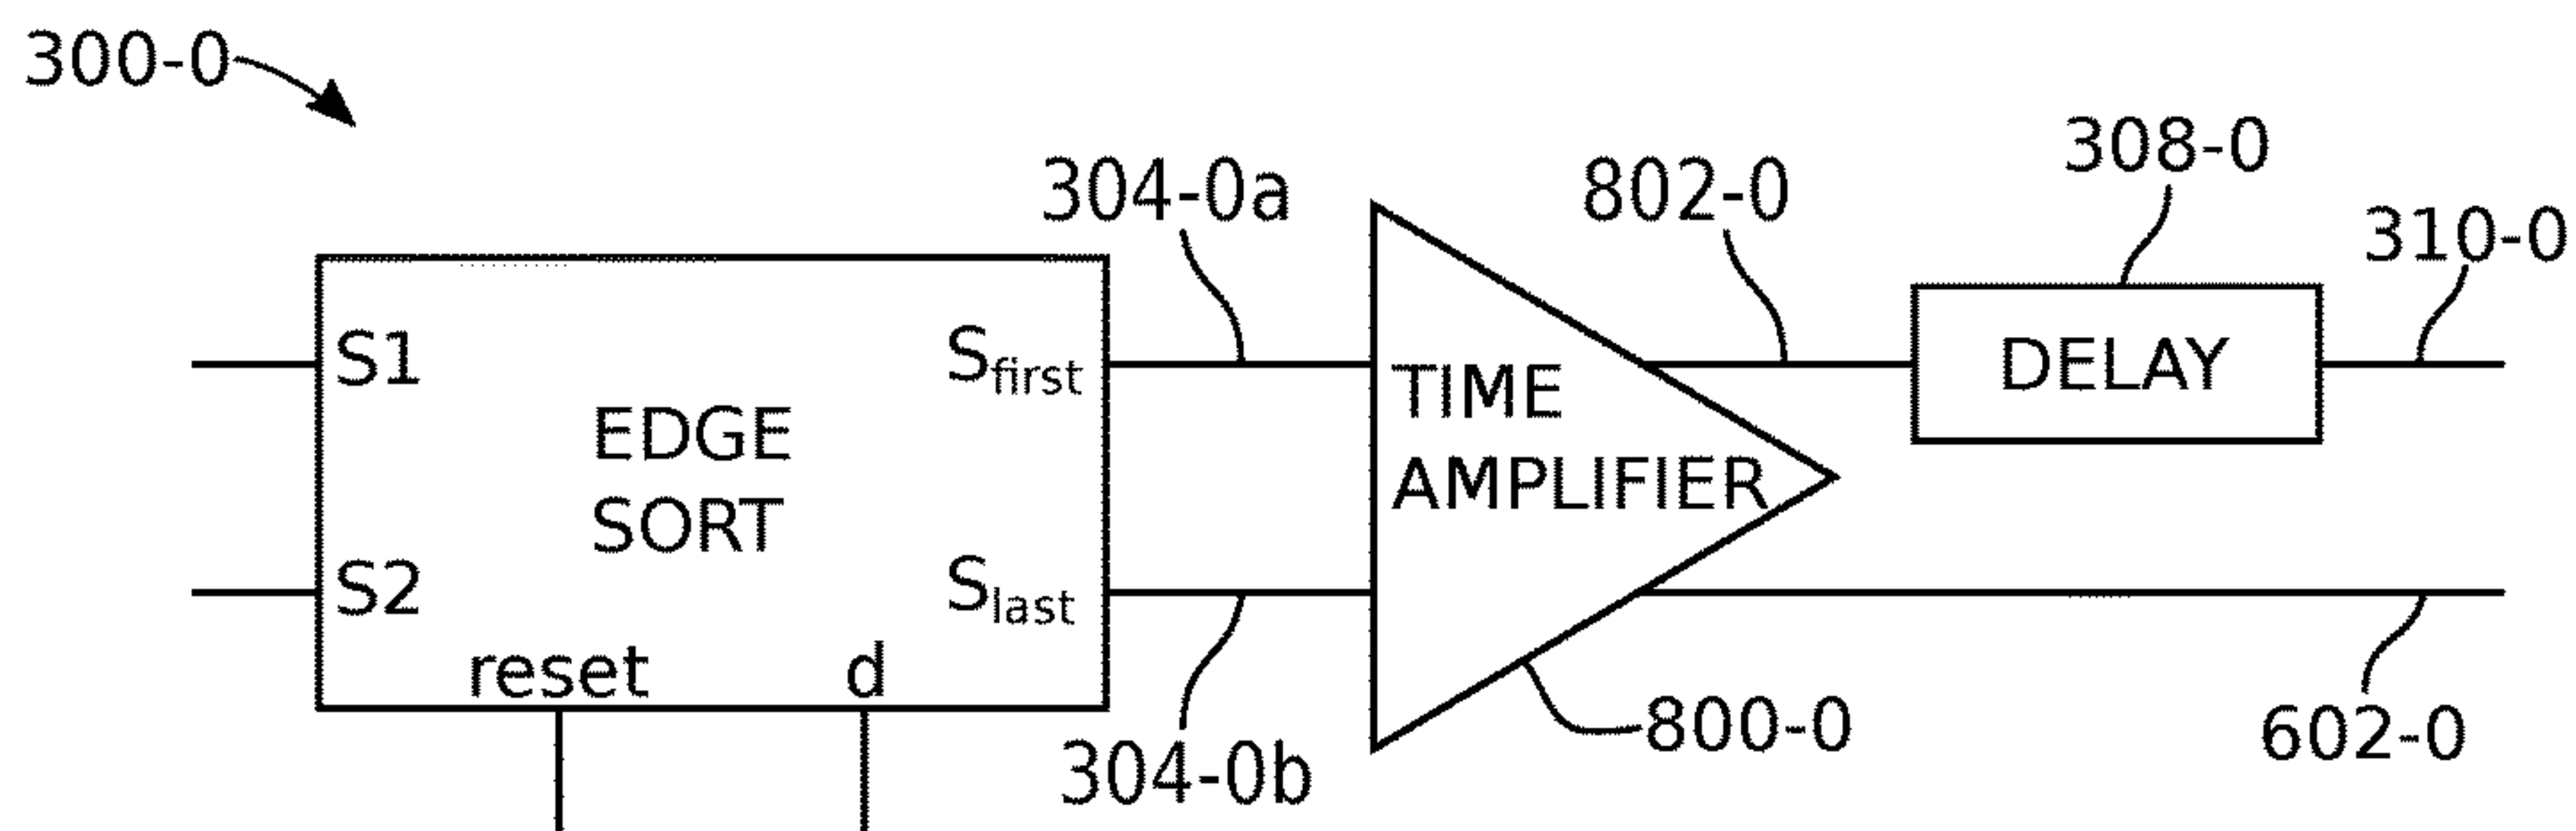 300-0
304-0a
802-0
308-0
310-0
S1
S2
EDGE
SORT
Sfirst
Slast
reset
d
TIME
AMPLIFIER
DELAY
304-0b
800-0
602-0